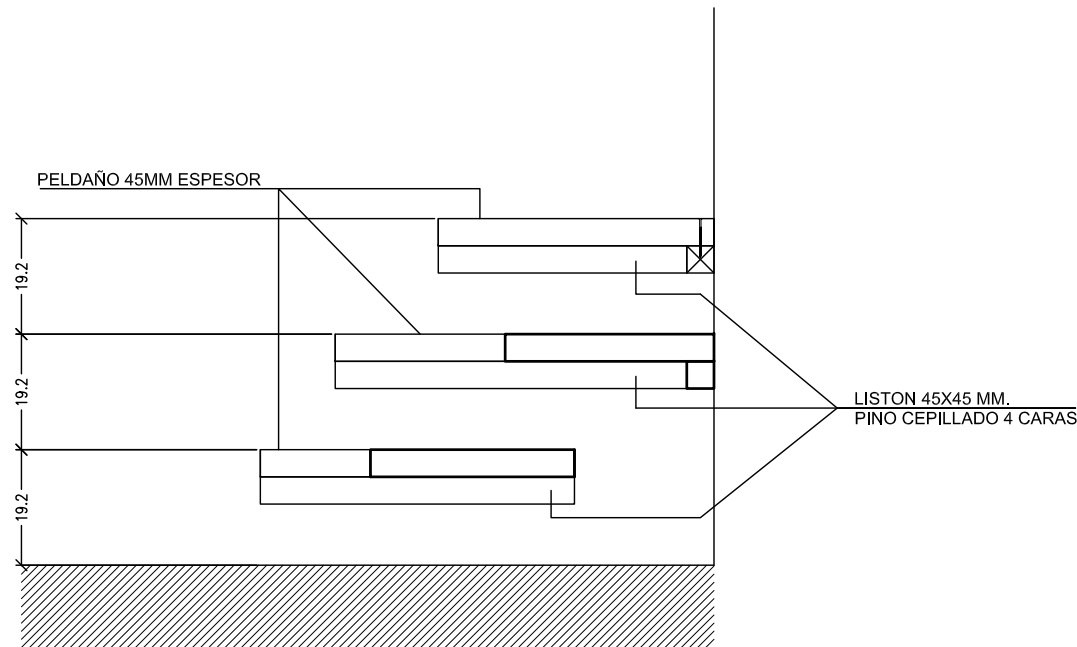 PELDAÑO 45MM ESPESOR
19.2
19.2
LISTON 45X45 MM.
PINO CEPILLADO 4 CARAS
19.2